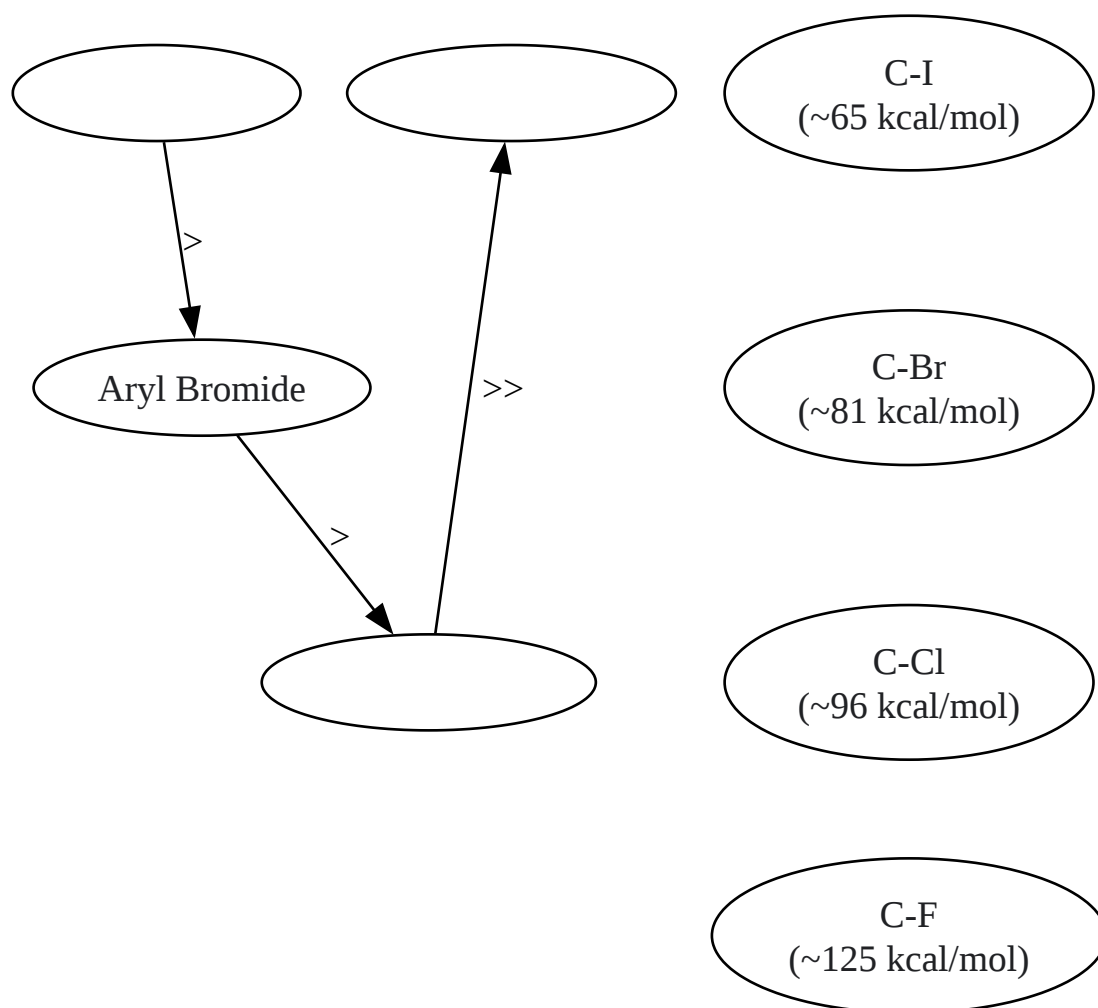 C-I
(~65 kcal/mol)
>
Aryl Bromide
>>
C-Br
(~81 kcal/mol)
>
C-Cl
(~96 kcal/mol)
C-F
(~125 kcal/mol)